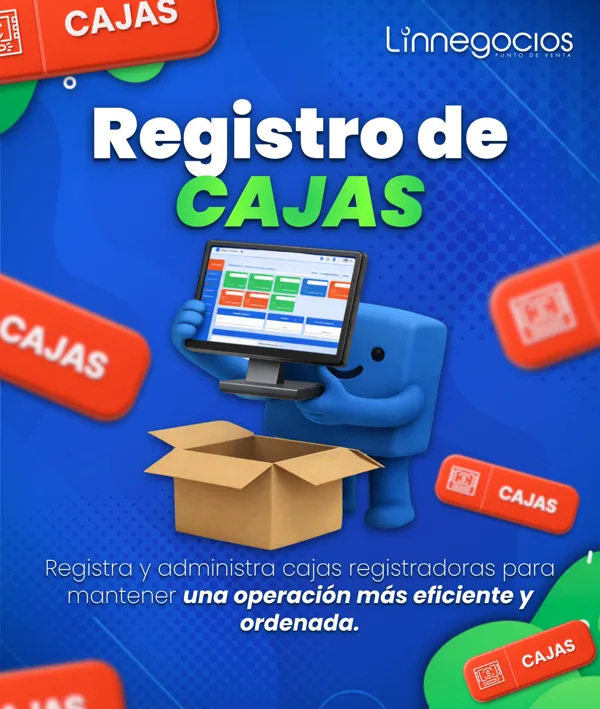 CAJAS
Linnegocios
PUNTO DE VENTA
Registro de
CAJAS
CAJAS
CAJAS
Registra y administra cajas registradoras para
mantener una operación más eficiente y
ordenada.
CAJAS